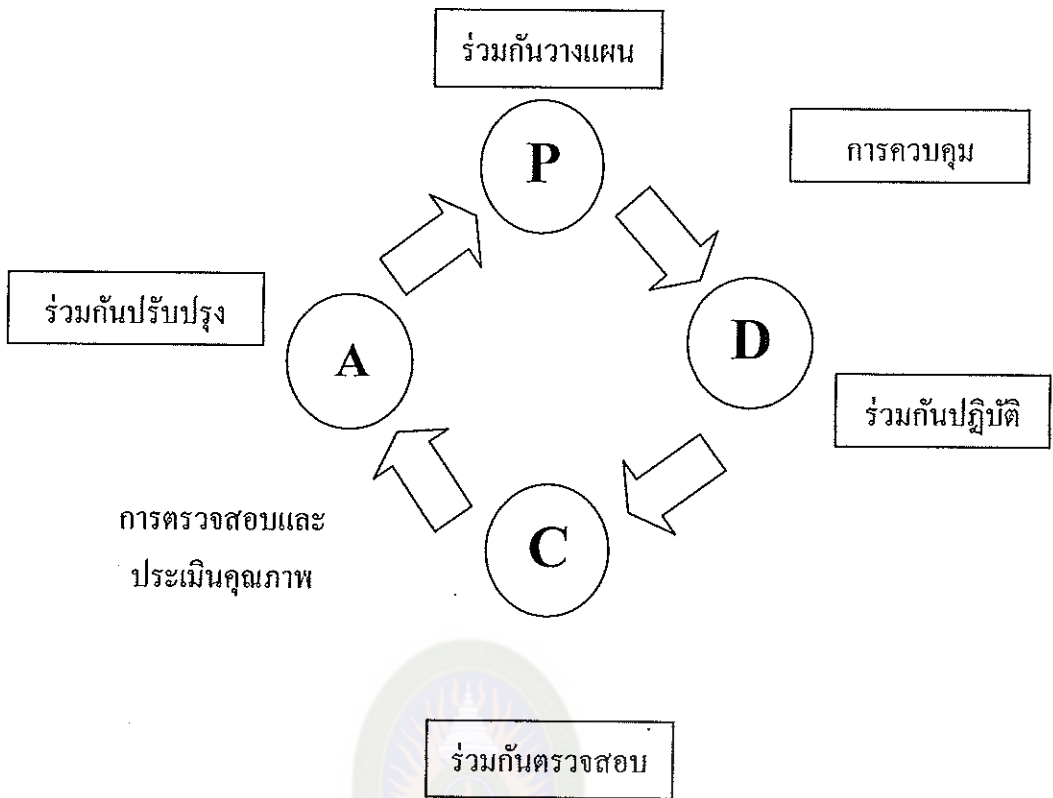 ร่วมกันวางแผน
P
การควบคุม
ร่วมกันปรับปรุง
A
D
ร่วมกันปฏิบัติ
การตรวจสอบและ
ประเมินคุณภาพ
C
ร่วมกันตรวจสอบ